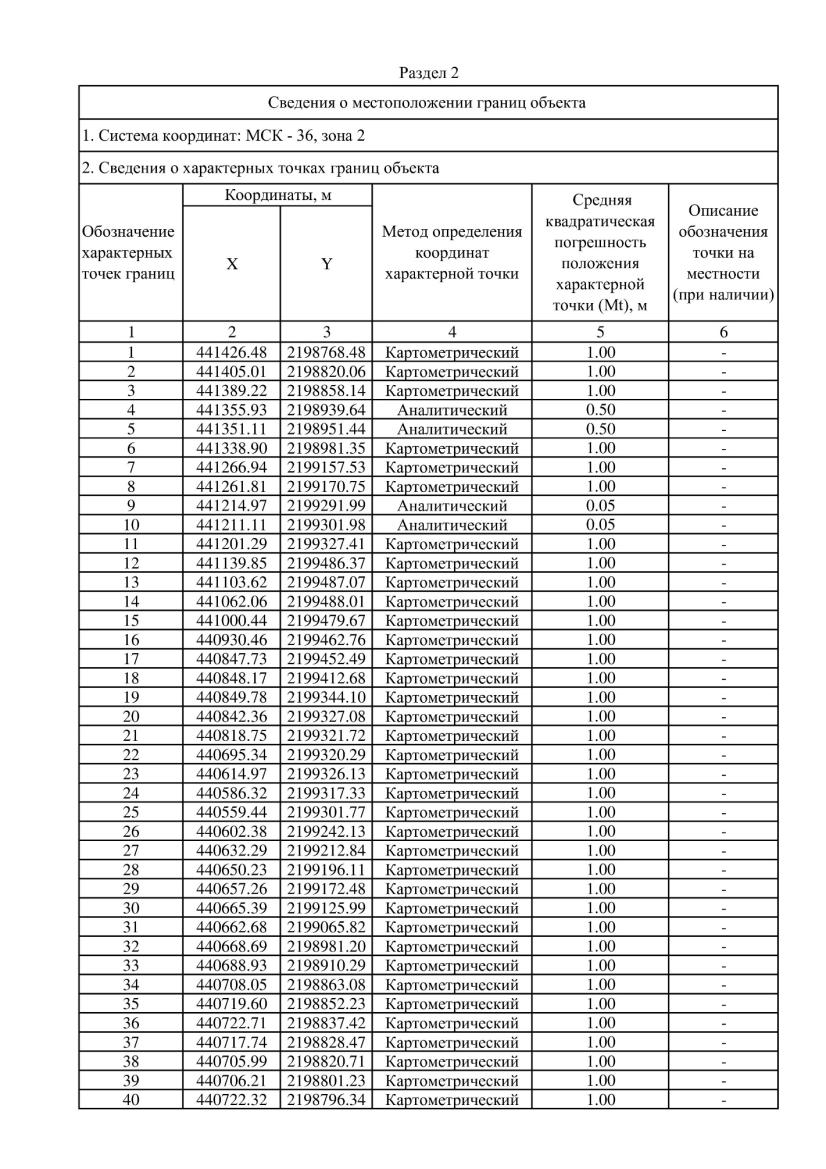 Раздел 2
Сведения о местоположении границ объекта
1. Система координат: МСК - 36, зона 2
2. Сведения о характерных точках границ объекта
Обозначение характерных точек границ
Координаты, м
X
Y
Метод определения координат характерной точки
Средняя квадратическая погрешность положения характерной точки (Mt), м
Описание обозначения точки на местности (при наличии)
1 2 3 4 5 6
1 441426.48 2198768.48 Картометрический 1.00 -
2 441405.01 2198820.06 Картометрический 1.00 -
3 441389.22 2198858.14 Картометрический 1.00 -
4 441355.93 2198939.64 Аналитический 0.50 -
5 441351.11 2198951.44 Аналитический 0.50 -
6 441338.90 2198981.35 Картометрический 1.00 -
7 441266.94 2199157.53 Картометрический 1.00 -
8 441261.81 2199170.75 Картометрический 1.00 -
9 441214.97 2199291.99 Аналитический 0.05 -
10 441211.11 2199301.98 Аналитический 0.05 -
11 441201.29 2199327.41 Картометрический 1.00 -
12 441139.85 2199486.37 Картометрический 1.00 -
13 441103.62 2199487.07 Картометрический 1.00 -
14 441062.06 2199488.01 Картометрический 1.00 -
15 441000.44 2199479.67 Картометрический 1.00 -
16 440930.46 2199462.76 Картометрический 1.00 -
17 440847.73 2199452.49 Картометрический 1.00 -
18 440848.17 2199412.68 Картометрический 1.00 -
19 440849.78 2199344.10 Картометрический 1.00 -
20 440842.36 2199327.08 Картометрический 1.00 -
21 440818.75 2199321.72 Картометрический 1.00 -
22 440695.34 2199320.29 Картометрический 1.00 -
23 440614.97 2199326.13 Картометрический 1.00 -
24 440586.32 2199317.33 Картометрический 1.00 -
25 440559.44 2199301.77 Картометрический 1.00 -
26 440602.38 2199242.13 Картометрический 1.00 -
27 440632.29 2199212.84 Картометрический 1.00 -
28 440650.23 2199196.11 Картометрический 1.00 -
29 440657.26 2199172.48 Картометрический 1.00 -
30 440665.39 2199125.99 Картометрический 1.00 -
31 440662.68 2199065.82 Картометрический 1.00 -
32 440668.69 2198981.20 Картометрический 1.00 -
33 440688.93 2198910.29 Картометрический 1.00 -
34 440708.05 2198863.08 Картометрический 1.00 -
35 440719.60 2198852.23 Картометрический 1.00 -
36 440722.71 2198837.42 Картометрический 1.00 -
37 440717.74 2198828.47 Картометрический 1.00 -
38 440705.99 2198820.71 Картометрический 1.00 -
39 440706.21 2198801.23 Картометрический 1.00 -
40 440722.32 2198796.34 Картометрический 1.00 -